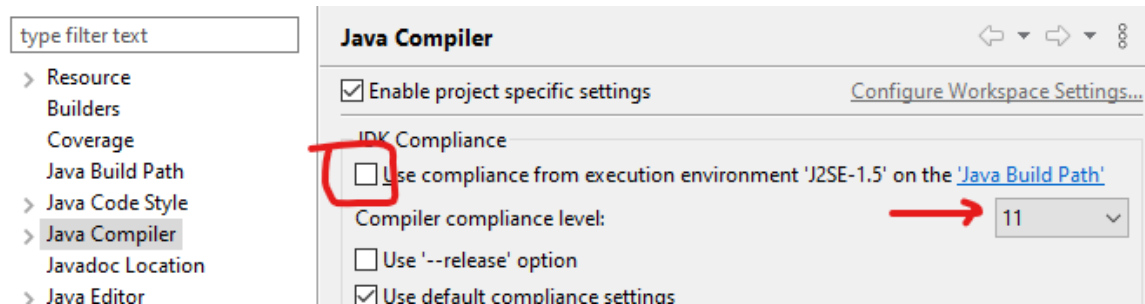 type filter text
Resource
Builders
Coverage
Java Build Path
Java Code Style
Java Compiler
Javadoc Location
Java Editor
Java Compiler
Enable project specific settings
Configure Workspace Settings...
JDK Compliance
Use compliance from execution environment 'J2SE-1.5' on the 'Java Build Path'
Compiler compliance level:
11
Use '--release' option
Use default compliance settings